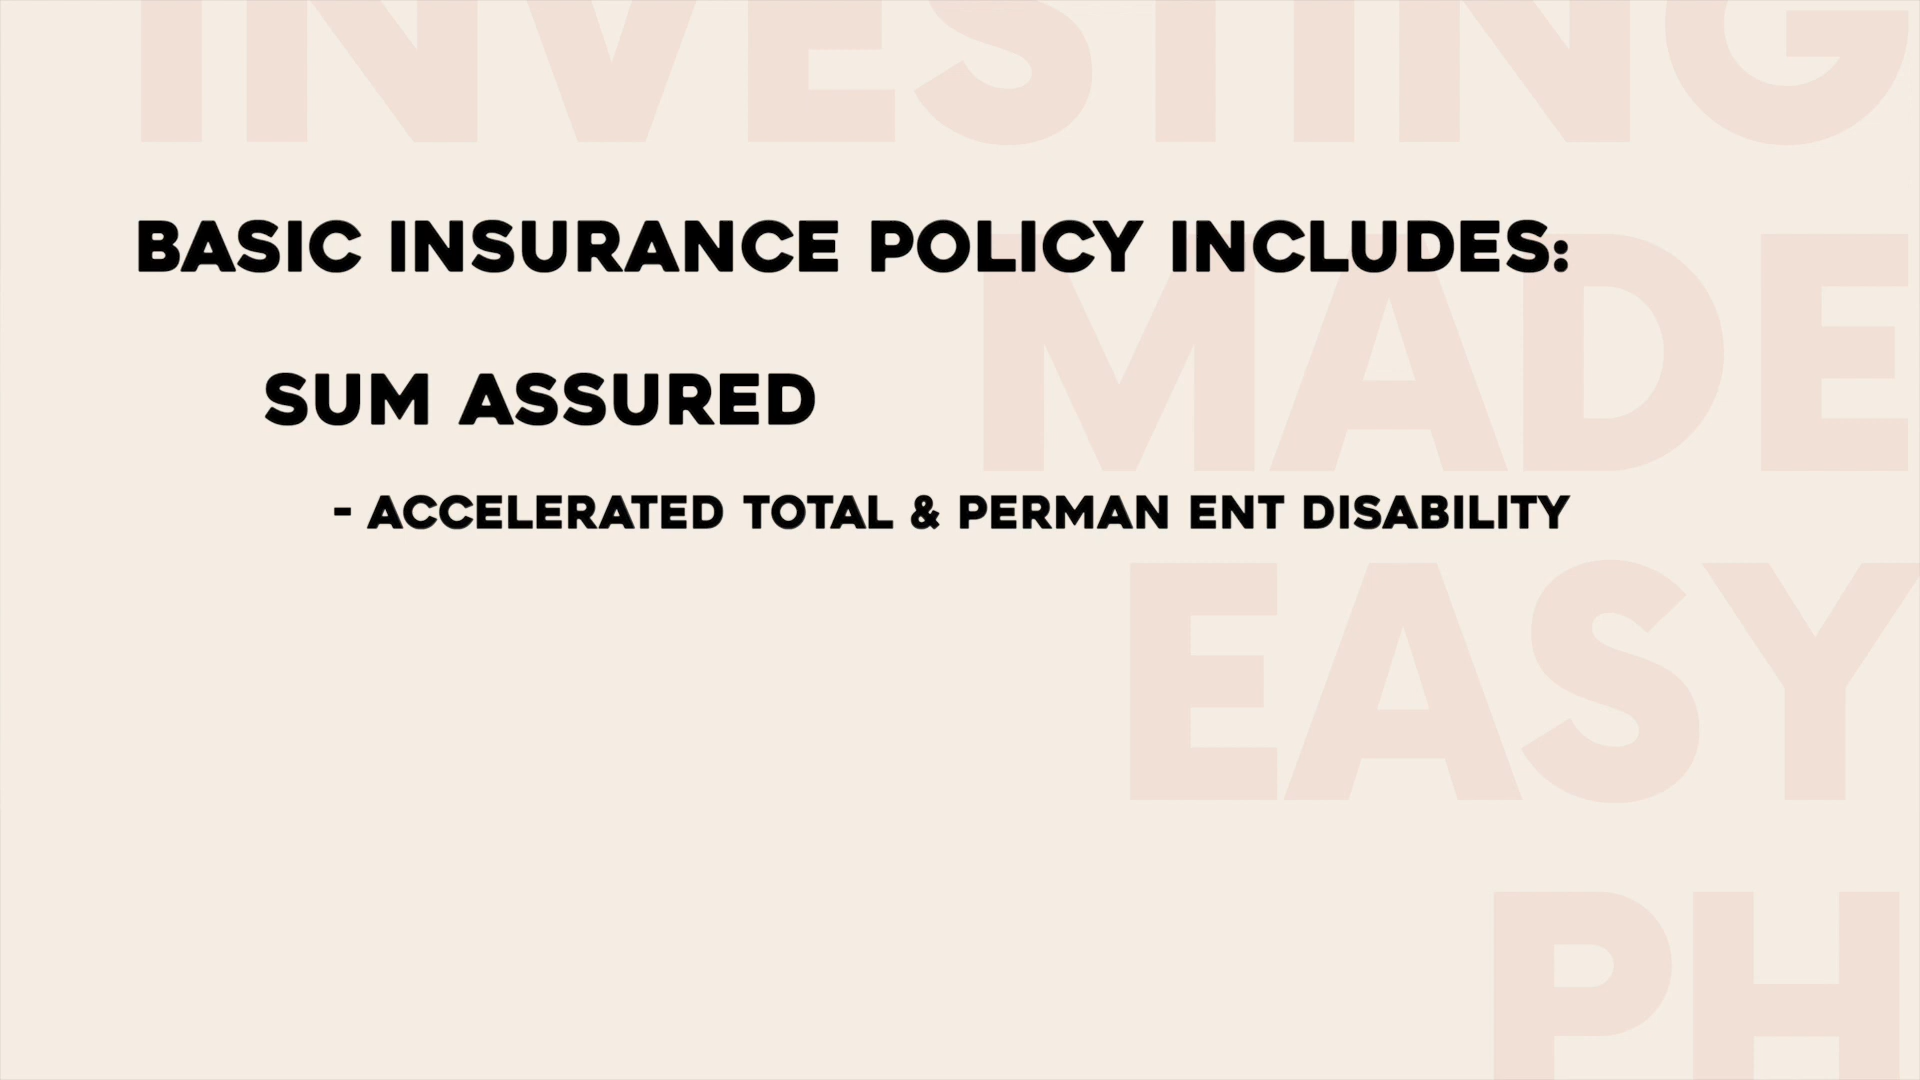 INVESTING
BASIC INSURANCE POLICY INCLUDES:
MADE
SUM ASSURED
- ACCELERATED TOTAL & PERMAN ENT DISABILITY
EASY
PH